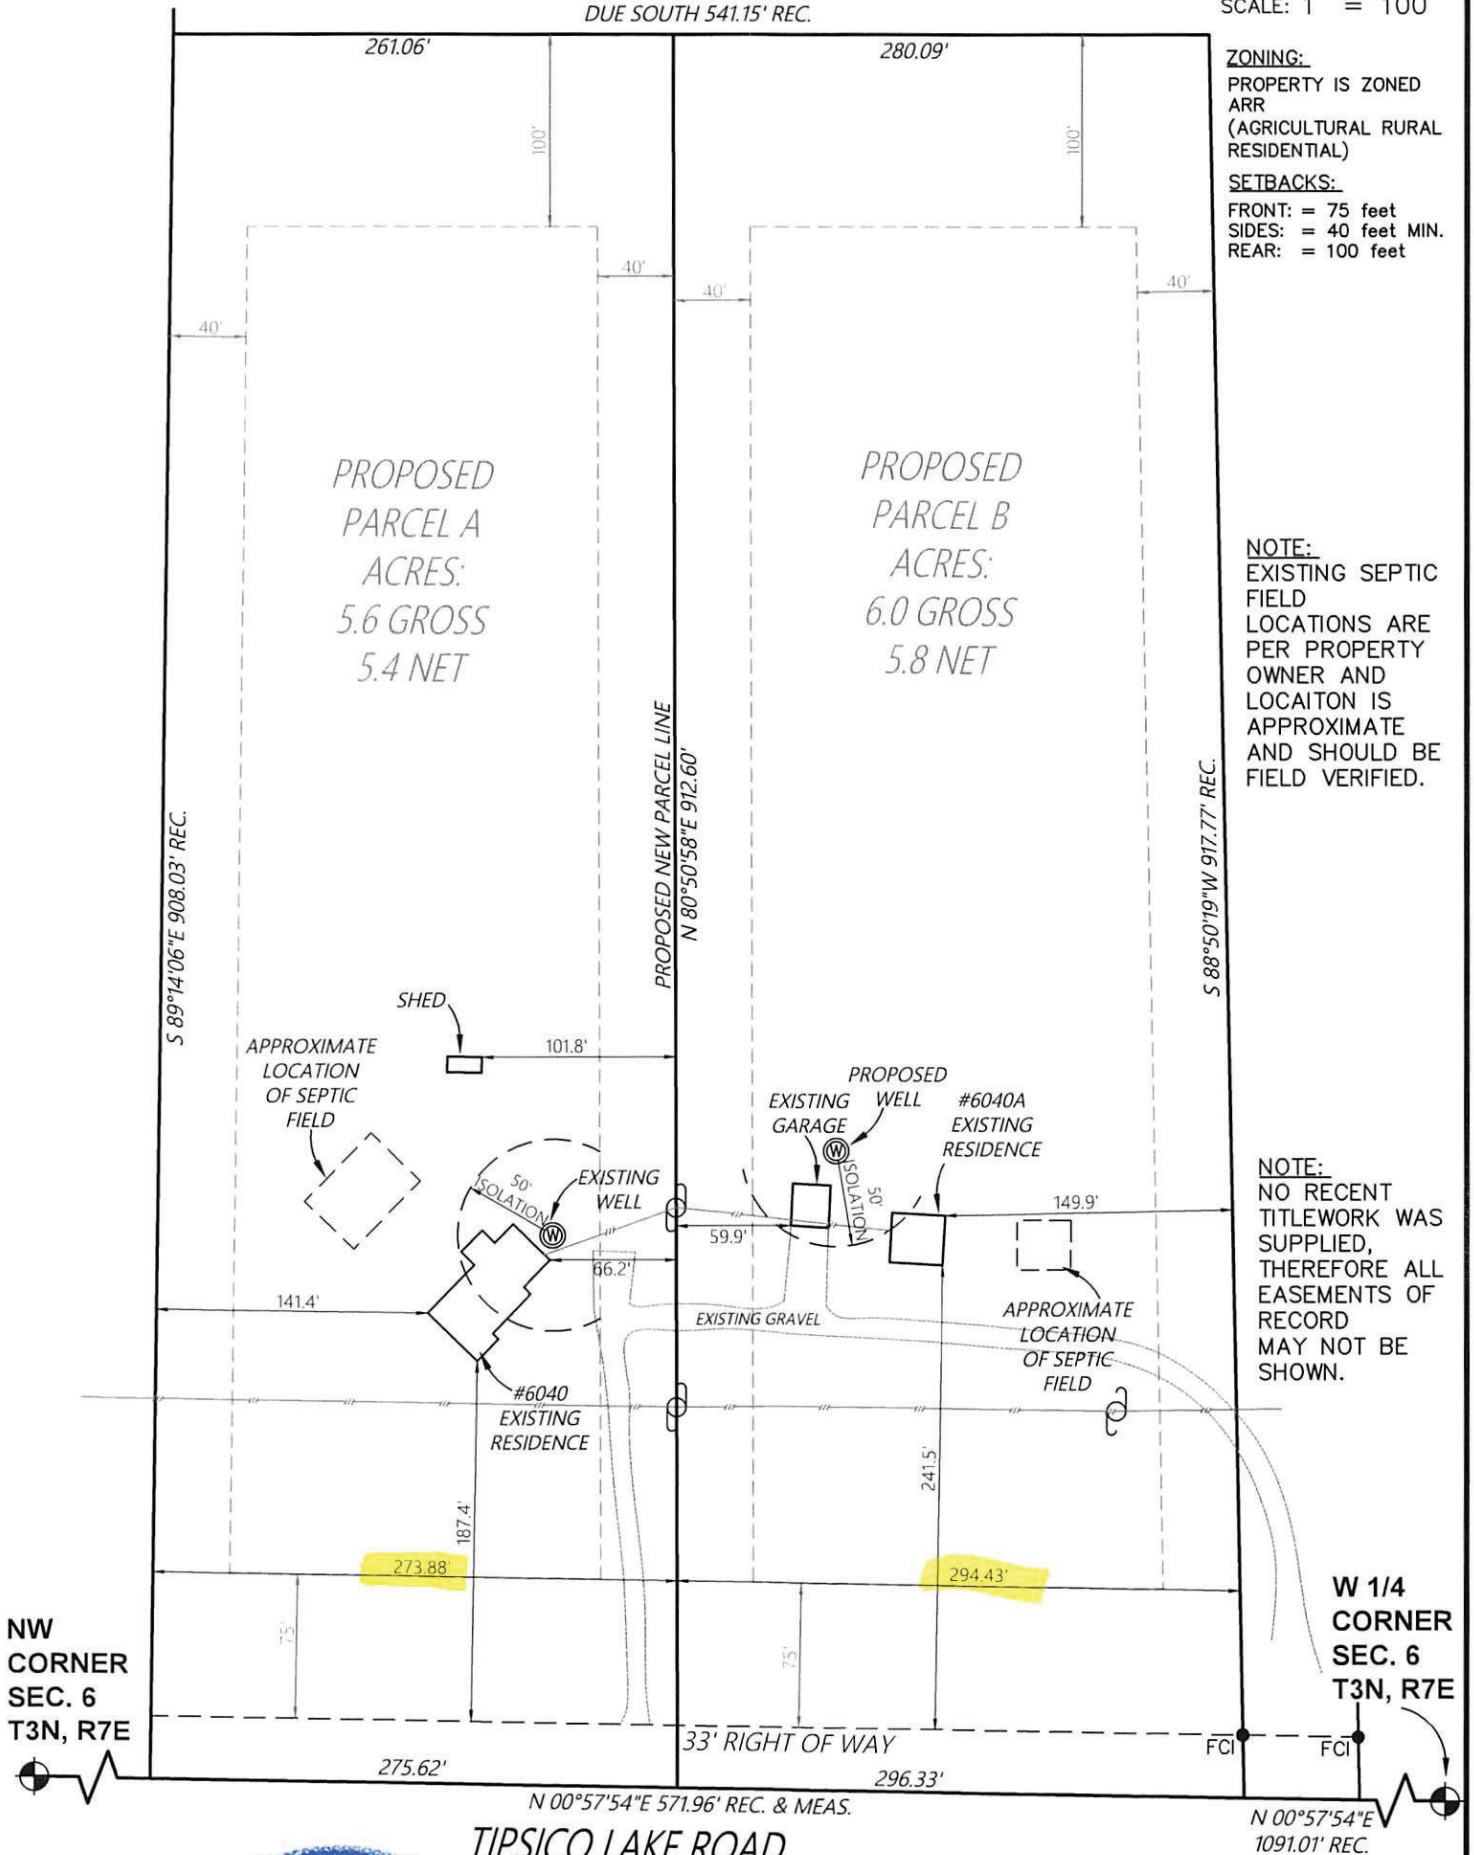 DUE SOUTH 541.15' REC.
SCALE: 1" = 100'
261.06'
280.09'
ZONING:
PROPERTY IS ZONED
ARR
(AGRICULTURAL RURAL
RESIDENTIAL)
SETBACKS:
FRONT: = 75 feet
SIDES: = 40 feet MIN.
REAR: = 100 feet
100'
100'
40'
40'
40'
40'
PROPOSED
PARCEL A
ACRES:
5.6 GROSS
5.4 NET
PROPOSED
PARCEL B
ACRES:
6.0 GROSS
5.8 NET
NOTE:
EXISTING SEPTIC
FIELD
LOCATIONS ARE
PER PROPERTY
OWNER AND
LOCAITON IS
APPROXIMATE
AND SHOULD BE
FIELD VERIFIED.
S 89°14'06"E 908.03' REC.
PROPOSED NEW PARCEL LINE
N 80°50'58"E 912.60'
S 88°50'19"W 917.77' REC.
SHED
101.8'
APPROXIMATE
LOCATION
OF SEPTIC
FIELD
50'
ISOLATION
EXISTING
WELL
W
66.2'
141.4'
#6040
EXISTING
RESIDENCE
187.4'
EXISTING
GARAGE
PROPOSED
WELL
W
50'
ISOLATION
#6040A
EXISTING
RESIDENCE
149.9'
59.9'
EXISTING GRAVEL
APPROXIMATE
LOCATION
OF SEPTIC
FIELD
241.5'
NOTE:
NO RECENT
TITLEWORK WAS
SUPPLIED,
THEREFORE ALL
EASEMENTS OF
RECORD
MAY NOT BE
SHOWN.
273.88'
294.43'
75'
75'
NW
CORNER
SEC. 6
T3N, R7E
W 1/4
CORNER
SEC. 6
T3N, R7E
33' RIGHT OF WAY
FCI
FCI
275.62'
296.33'
N 00°57'54"E 571.96' REC. & MEAS.
N 00°57'54"E
1091.01' REC.
TIPSICO LAKE ROAD